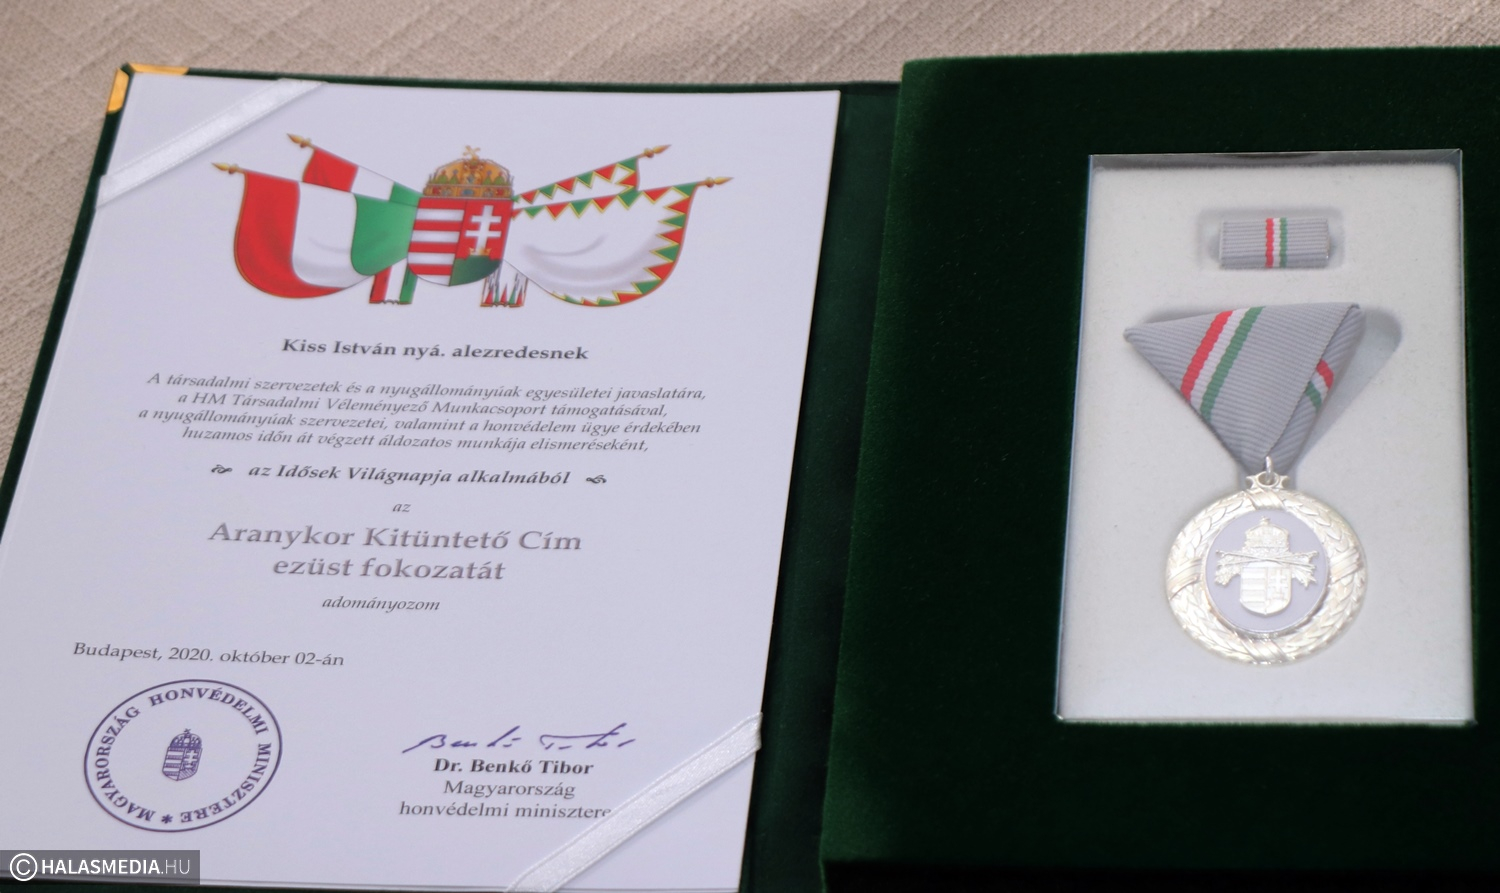 Kiss István nyá. alezredesnek
A társadalmi szervezetek és a nyugállományúak egyesületei javaslatára,
a HM Társadalmi Véleményező Munkacsoport támogatásával,
a nyugállományúak szervezetei, valamint a honvédelem ügye érdekében
huzamos időn át végzett áldozatos munkája elismeréseként,
az Idősek Világnapja alkalmából
az
Aranykor Kitüntető Cím
ezüst fokozatát
adományozom
Budapest, 2020. október 02-án
MAGYARORSZÁG HONVÉDELMI MINISZTERE *
Benkő Tibor
Dr. Benkő Tibor
Magyarország
honvédelmi minisztere
© HALASMEDIA.HU